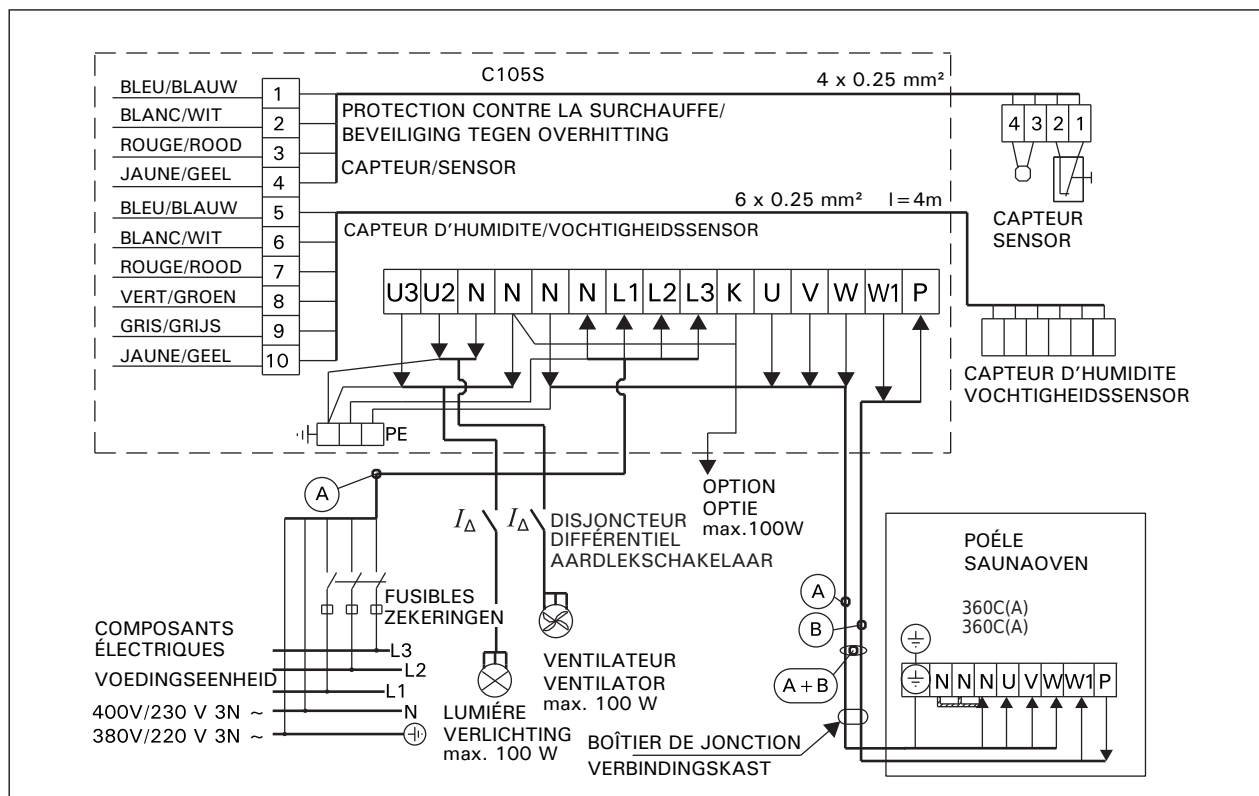 C105S
4 x 0.25 mm²
BLEU/BLAUW 1
BLANC/WIT 2
ROUGE/ROOD 3
JAUNE/GEEL 4
BLEU/BLAUW 5
BLANC/WIT 6
ROUGE/ROOD 7
VERT/GROEN 8
GRIS/GRIJS 9
JAUNE/GEEL 10
PROTECTION CONTRE LA SURCHAUFFE/
BEVEILIGING TEGEN OVERHITTING
CAPTEUR/SENSOR
4 3 2 1
CAPTEUR
SENSOR
6 x 0.25 mm² l=4m
CAPTEUR D'HUMIDITE/VOCHTIGHEIDSSENSOR
U3 U2 N N N N L1 L2 L3 K U V W W1 P
CAPTEUR D'HUMIDITE
VOCHTIGHEIDSSENSOR
PE
A
OPTION
OPTIE
max.100W
IΔ IΔ
DISJONCTEUR
DIFFÉRENTIEL
AARDLEKSCHAKELAAR
FUSIBLES
ZEKERINGEN
COMPOSANTS
ÉLECTRIQUES
VOEDINGSEENHEID
L3
L2
L1
400V/230 V 3N ~ N
380V/220 V 3N ~
LUMIÉRE
VERLICHTING
max. 100 W
VENTILATEUR
VENTILATOR
max. 100 W
A
B
A+B
BOÎTIER DE JONCTION
VERBINDINGSKAST
POÉLE
SAUNAOVEN
360C(A)
360C(A)
N N N U V W W1 P